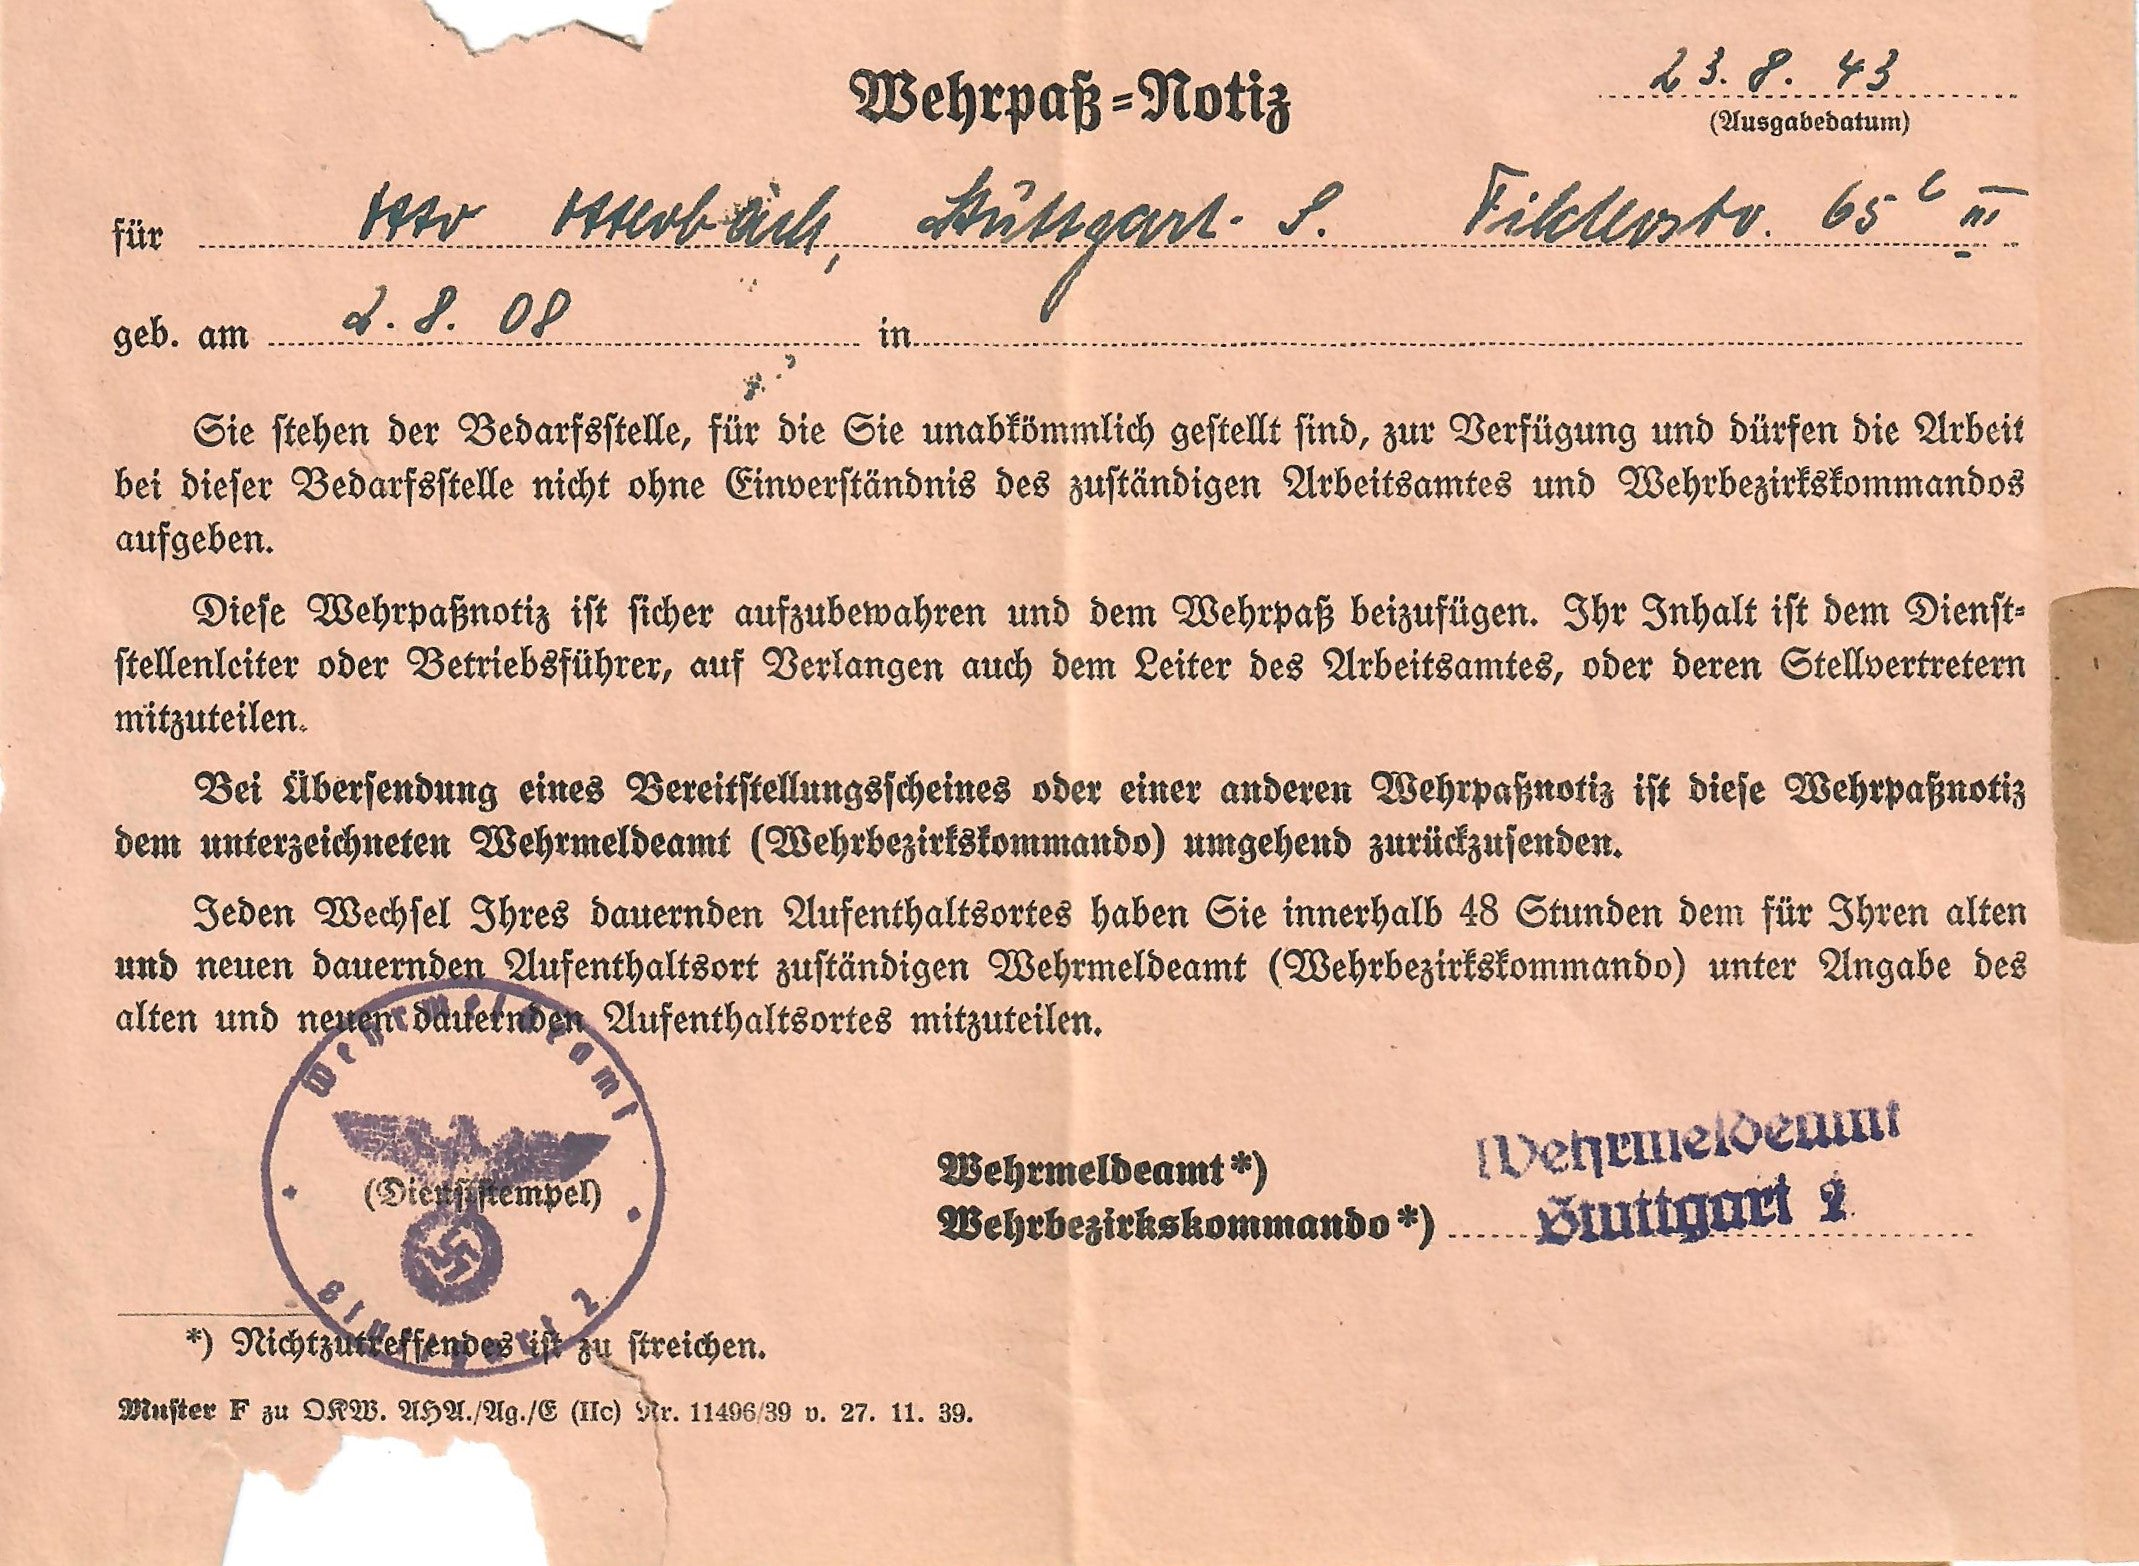 Wehrpaß=Notiz
23. 8. 43
(Ausgabedatum)
für Otto Otterbach, Stuttgart-S. Filderstr. 65 c III
geb. am 2. 8. 08 in
Sie stehen der Bedarfsstelle, für die Sie unabkömmlich gestellt sind, zur Verfügung und dürfen die Arbeit
bei dieser Bedarfsstelle nicht ohne Einverständnis des zuständigen Arbeitsamtes und Wehrbezirkskommandos
aufgeben.
Diese Wehrpaßnotiz ist sicher aufzubewahren und dem Wehrpaß beizufügen. Ihr Inhalt ist dem Dienst=
stellenleiter oder Betriebsführer, auf Verlangen auch dem Leiter des Arbeitsamtes, oder deren Stellvertretern
mitzuteilen.
Bei Übersendung eines Bereitstellungsscheines oder einer anderen Wehrpaßnotiz ist diese Wehrpaßnotiz
dem unterzeichneten Wehrmeldeamt (Wehrbezirkskommando) umgehend zurückzusenden.
Jeden Wechsel Ihres dauernden Aufenthaltsortes haben Sie innerhalb 48 Stunden dem für Ihren alten
und neuen dauernden Aufenthaltsort zuständigen Wehrmeldeamt (Wehrbezirkskommando) unter Angabe des
alten und neuen dauernden Aufenthaltsortes mitzuteilen.
Wehrmeldeamt
(Dienststempel)
Stuttgart 2
Wehrmeldeamt*)
Wehrbezirkskommando*)
Wehrmeldeamt
Stuttgart 2
*) Nichtzutreffendes ist zu streichen.
Muster F zu OKW. AHA./Ag./E (IIc) Nr. 11496/39 v. 27. 11. 39.